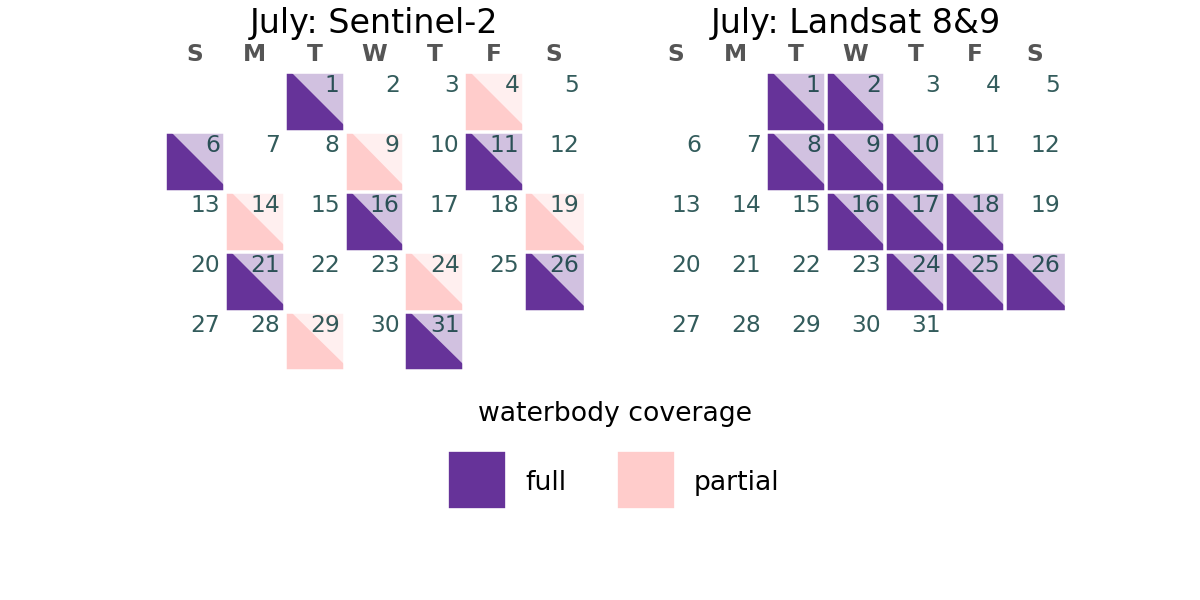 July: Sentinel-2
S M T W T F S
1 2 3 4 5
6 7 8 9 10 11 12
13 14 15 16 17 18 19
20 21 22 23 24 25 26
27 28 29 30 31
July: Landsat 8&9
S M T W T F S
1 2 3 4 5
6 7 8 9 10 11 12
13 14 15 16 17 18 19
20 21 22 23 24 25 26
27 28 29 30 31
waterbody coverage
full partial